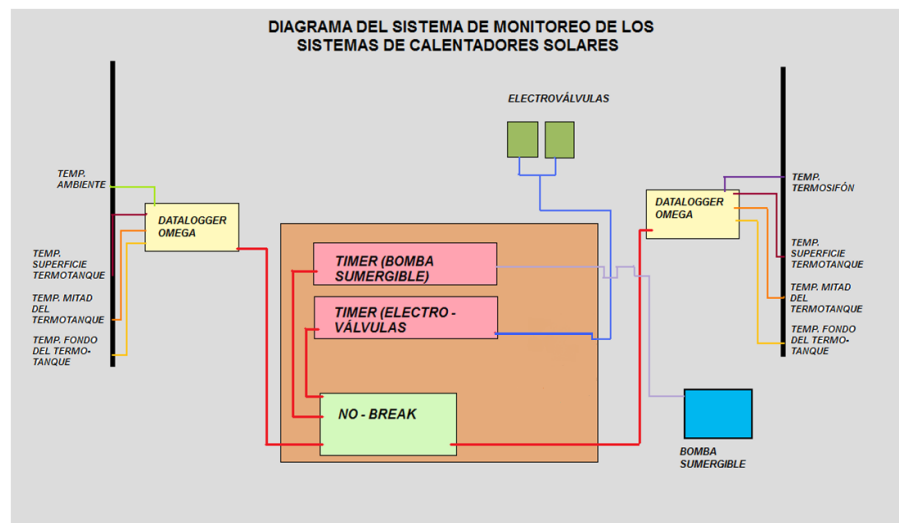 DIAGRAMA DEL SISTEMA DE MONITOREO DE LOS
SISTEMAS DE CALENTADORES SOLARES
ELECTROVÁLVULAS
TEMP.
AMBIENTE
DATALOGGER
OMEGA
TEMP.
SUPERFICIE
TERMOTANQUE
TEMP. MITAD
DEL
TERMOTANQUE
TEMP. FONDO
DEL TERMO-
TANQUE
TIMER (BOMBA
SUMERGIBLE)
TIMER (ELECTRO -
VÁLVULAS
NO - BREAK
DATALOGGER
OMEGA
TEMP.
TERMOSIFÓN
TEMP.
SUPERFICIE
TERMOTANQUE
TEMP. MITAD
DEL
TERMOTANQUE
TEMP. FONDO
DEL TERMO-
TANQUE
BOMBA
SUMERGIBLE